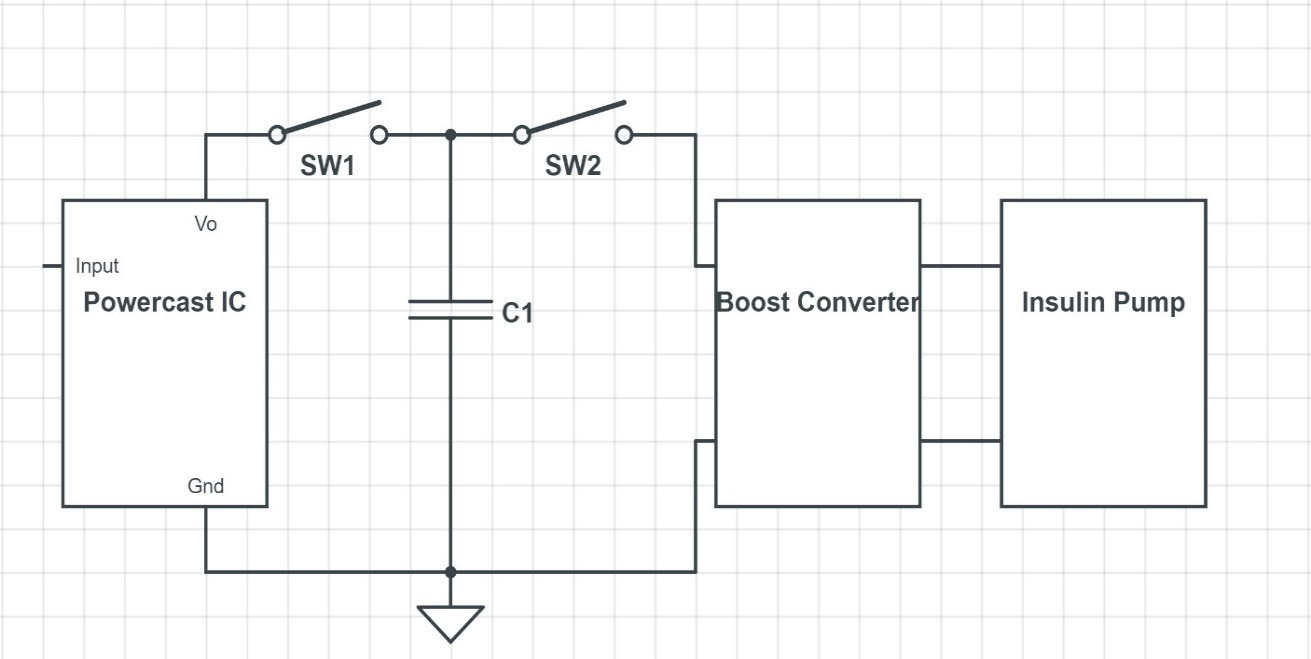 SW1
SW2
Vo
Input
Powercast IC
C1
Boost Converter
Insulin Pump
Gnd